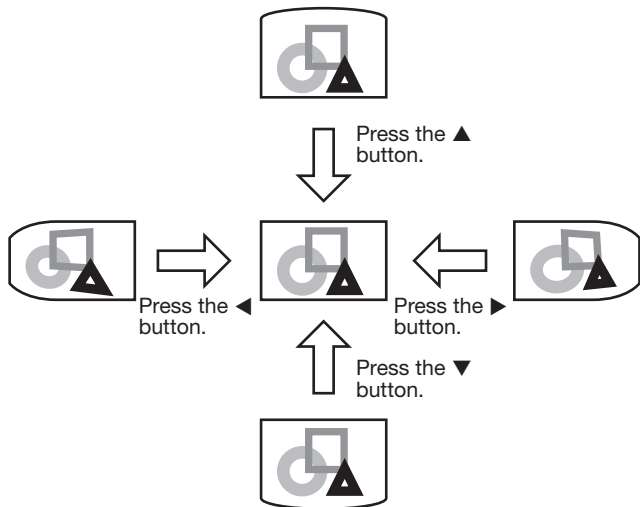 Press the ▲
button.
Press the ◀
button.
Press the ▶
button.
Press the ▼
button.